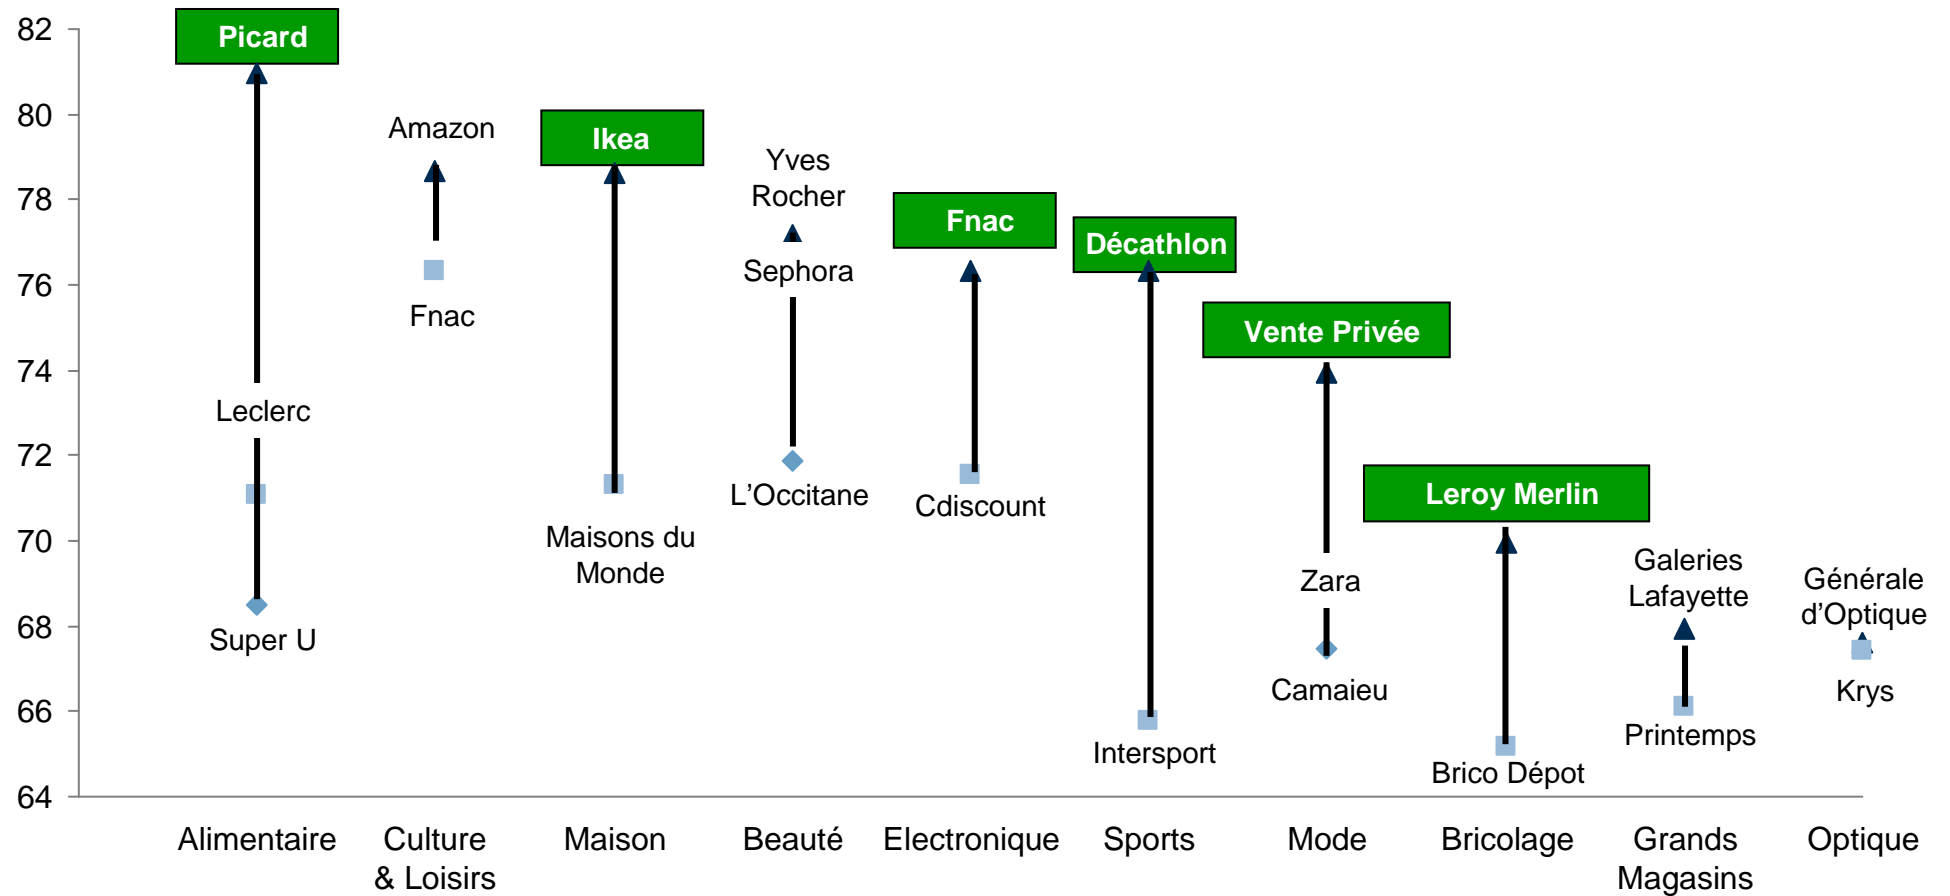 82
80
78
76
74
72
70
68
66
64
Picard
Leclerc
Super U
Amazon
Fnac
Ikea
Maisons du
Monde
Yves
Rocher
Sephora
L’Occitane
Fnac
Cdiscount
Décathlon
Intersport
Vente Privée
Zara
Camaieu
Leroy Merlin
Brico Dépot
Galeries
Lafayette
Printemps
Générale
d’Optique
Krys
Alimentaire
Culture
& Loisirs
Maison
Beauté
Electronique
Sports
Mode
Bricolage
Grands
Magasins
Optique